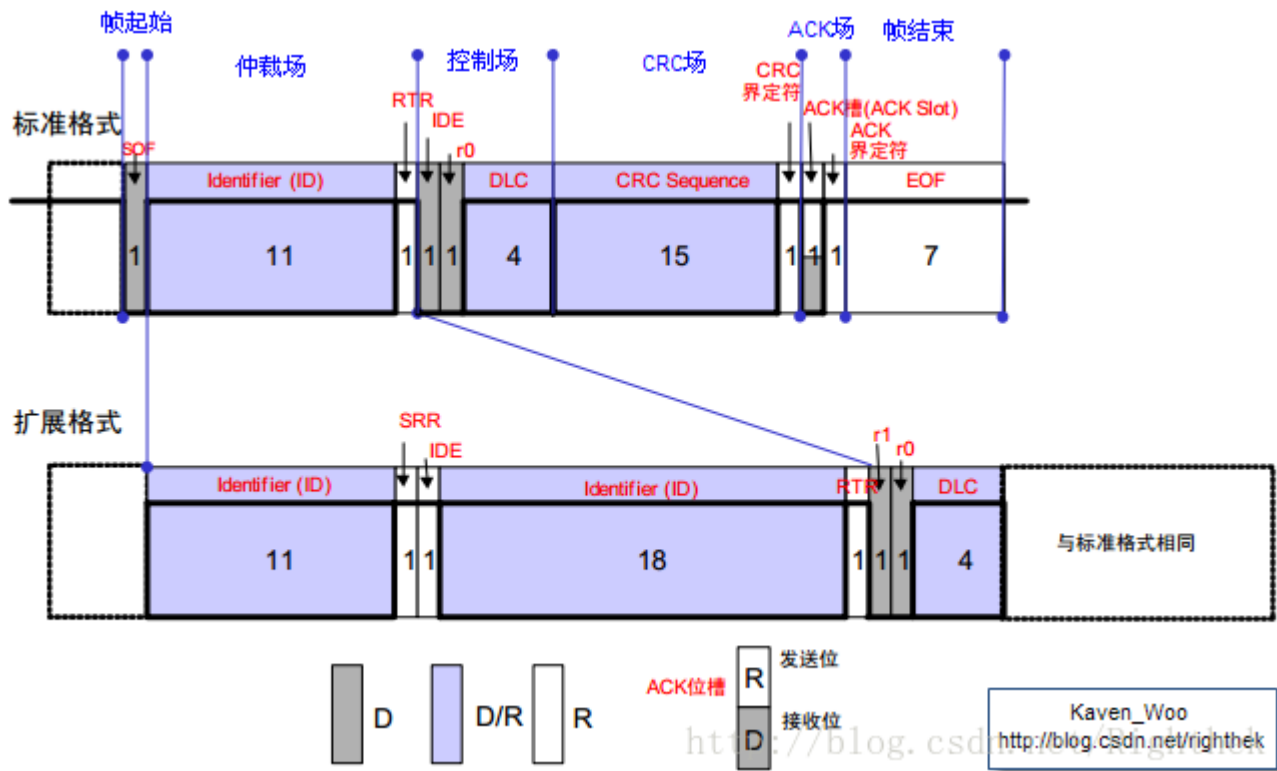 帧起始
仲裁场
控制场
CRC场
ACK场
帧结束
标准格式
SOF
RTR
IDE
r0
CRC
界定符
ACK槽(ACK Slot)
ACK
界定符
Identifier (ID)
DLC
CRC Sequence
EOF
1
11
1
1
1
4
15
1
1
1
7
扩展格式
SRR
IDE
r1
r0
Identifier (ID)
Identifier (ID)
RTR
DLC
11
1
1
18
1
1
1
4
与标准格式相同
D
D/R
R
ACK位槽
R
发送位
D
接收位
Kaven_Woo
http://blog.csdn.net/righthek
http://blog.csdn.net/Righthek